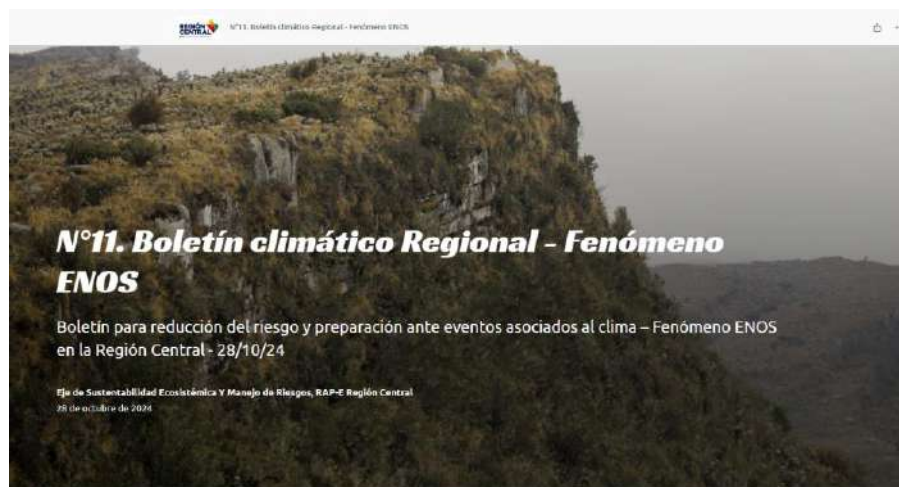 REGIÓN
CENTRAL
N°11. Boletín climático Regional - Fenómeno ENOS
N°11. Boletín climático Regional - Fenómeno
ENOS
Boletín para reducción del riesgo y preparación ante eventos asociados al clima – Fenómeno ENOS
en la Región Central - 28/10/24
Eje de Sustentabilidad Ecosistémica Y Manejo de Riesgos, RAP-E Región Central
28 de octubre de 2024